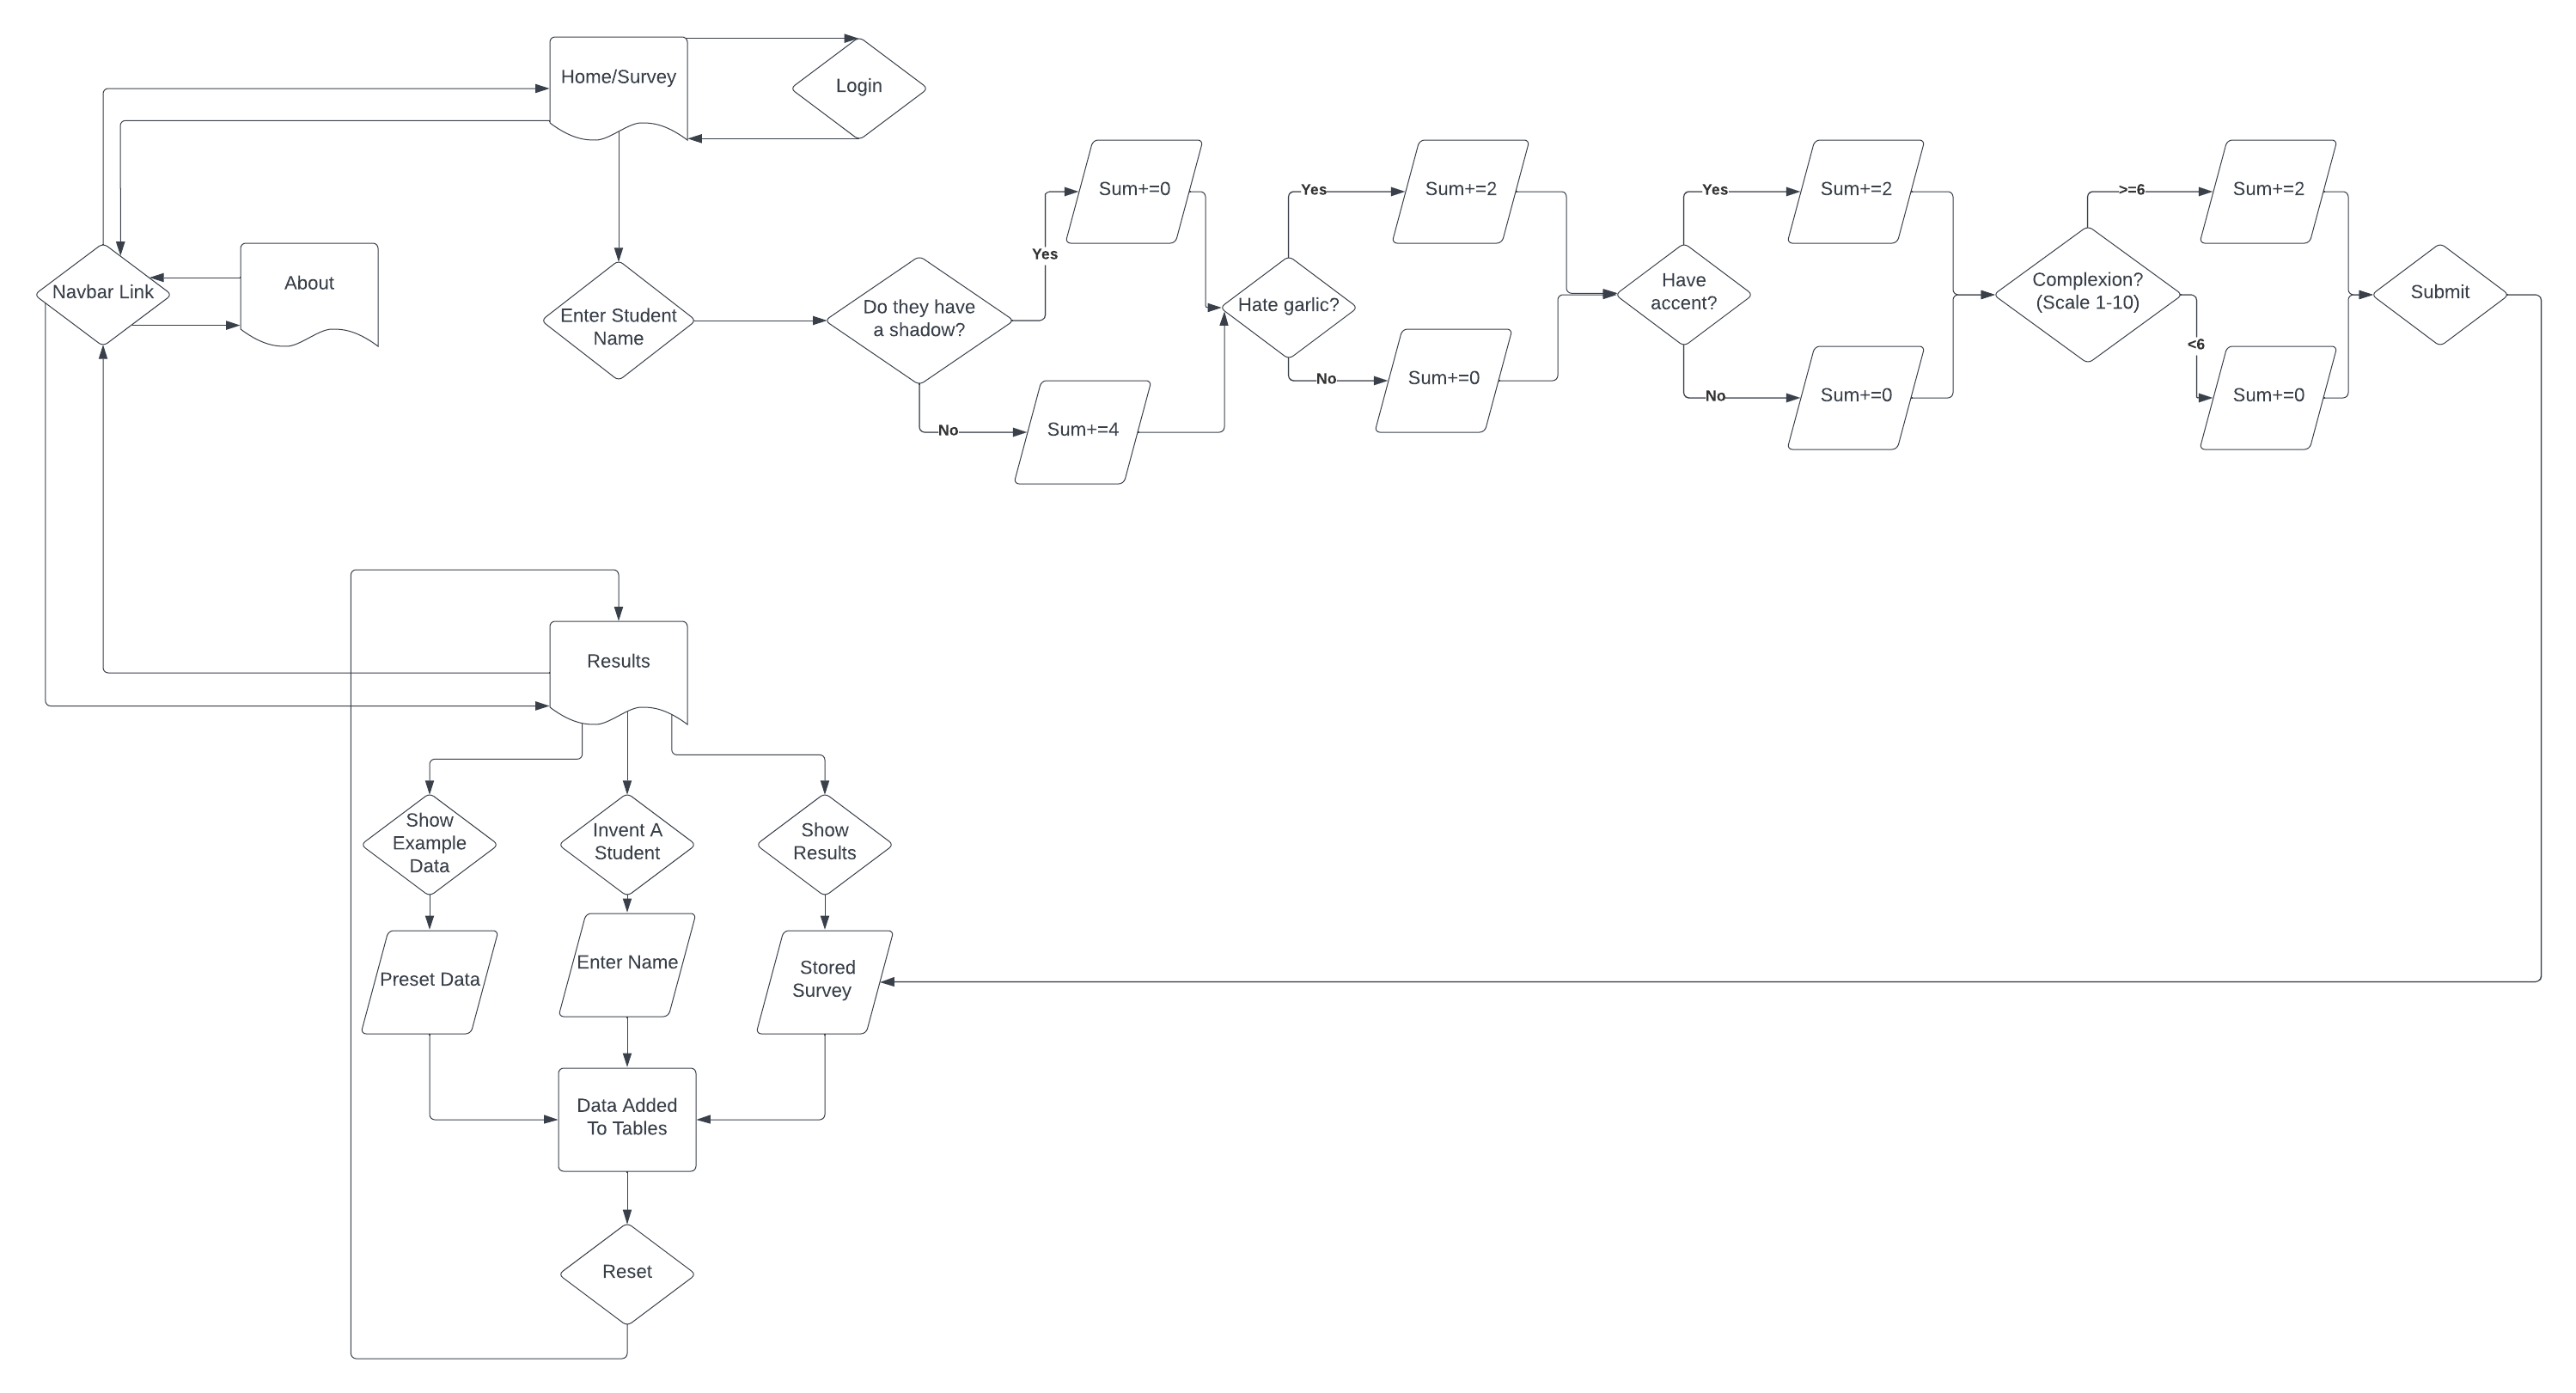 Home/Survey
Login
Sum+=0
Sum+=2
Sum+=2
Sum+=2
Yes
Yes
>=6
Yes
Navbar Link
About
Enter Student
Name
Do they have
a shadow?
Hate garlic?
Have
accent?
Complexion?
(Scale 1-10)
Submit
<6
No
Sum+=0
No
Sum+=0
Sum+=0
No
Sum+=4
Results
Show
Example
Data
Invent A
Student
Show
Results
Preset Data
Enter Name
Stored
Survey
Data Added
To Tables
Reset